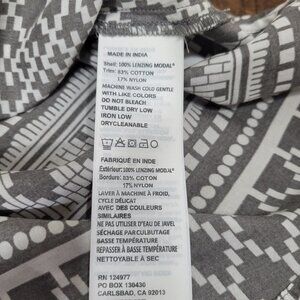 MADE IN INDIA
Shell: 100% LENZING MODAL®
Trim: 83% COTTON
17% NYLON
MACHINE WASH COLD GENTLE
WITH LIKE COLORS
DO NOT BLEACH
TUMBLE DRY LOW
IRON LOW
DRYCLEANABLE
FABRIQUÉ EN INDE
Extérieur: 100% LENZING MODAL®
Bordure: 83% COTTON
17% NYLON
LAVER À MACHINE À FROID,
CYCLE DÉLICAT
AVEC DES COULEURS
SIMILAIRES
NE PAS UTILISER D'EAU DE JAVEL
SÉCHAGE PAR CULBUTAGE
BASSE TEMPÉRATURE
REPASSER À BASSE TEMPÉRATURE
NETTOYABLE À SEC
RN 124977
PO BOX 130430
CARLSBAD, CA 92013